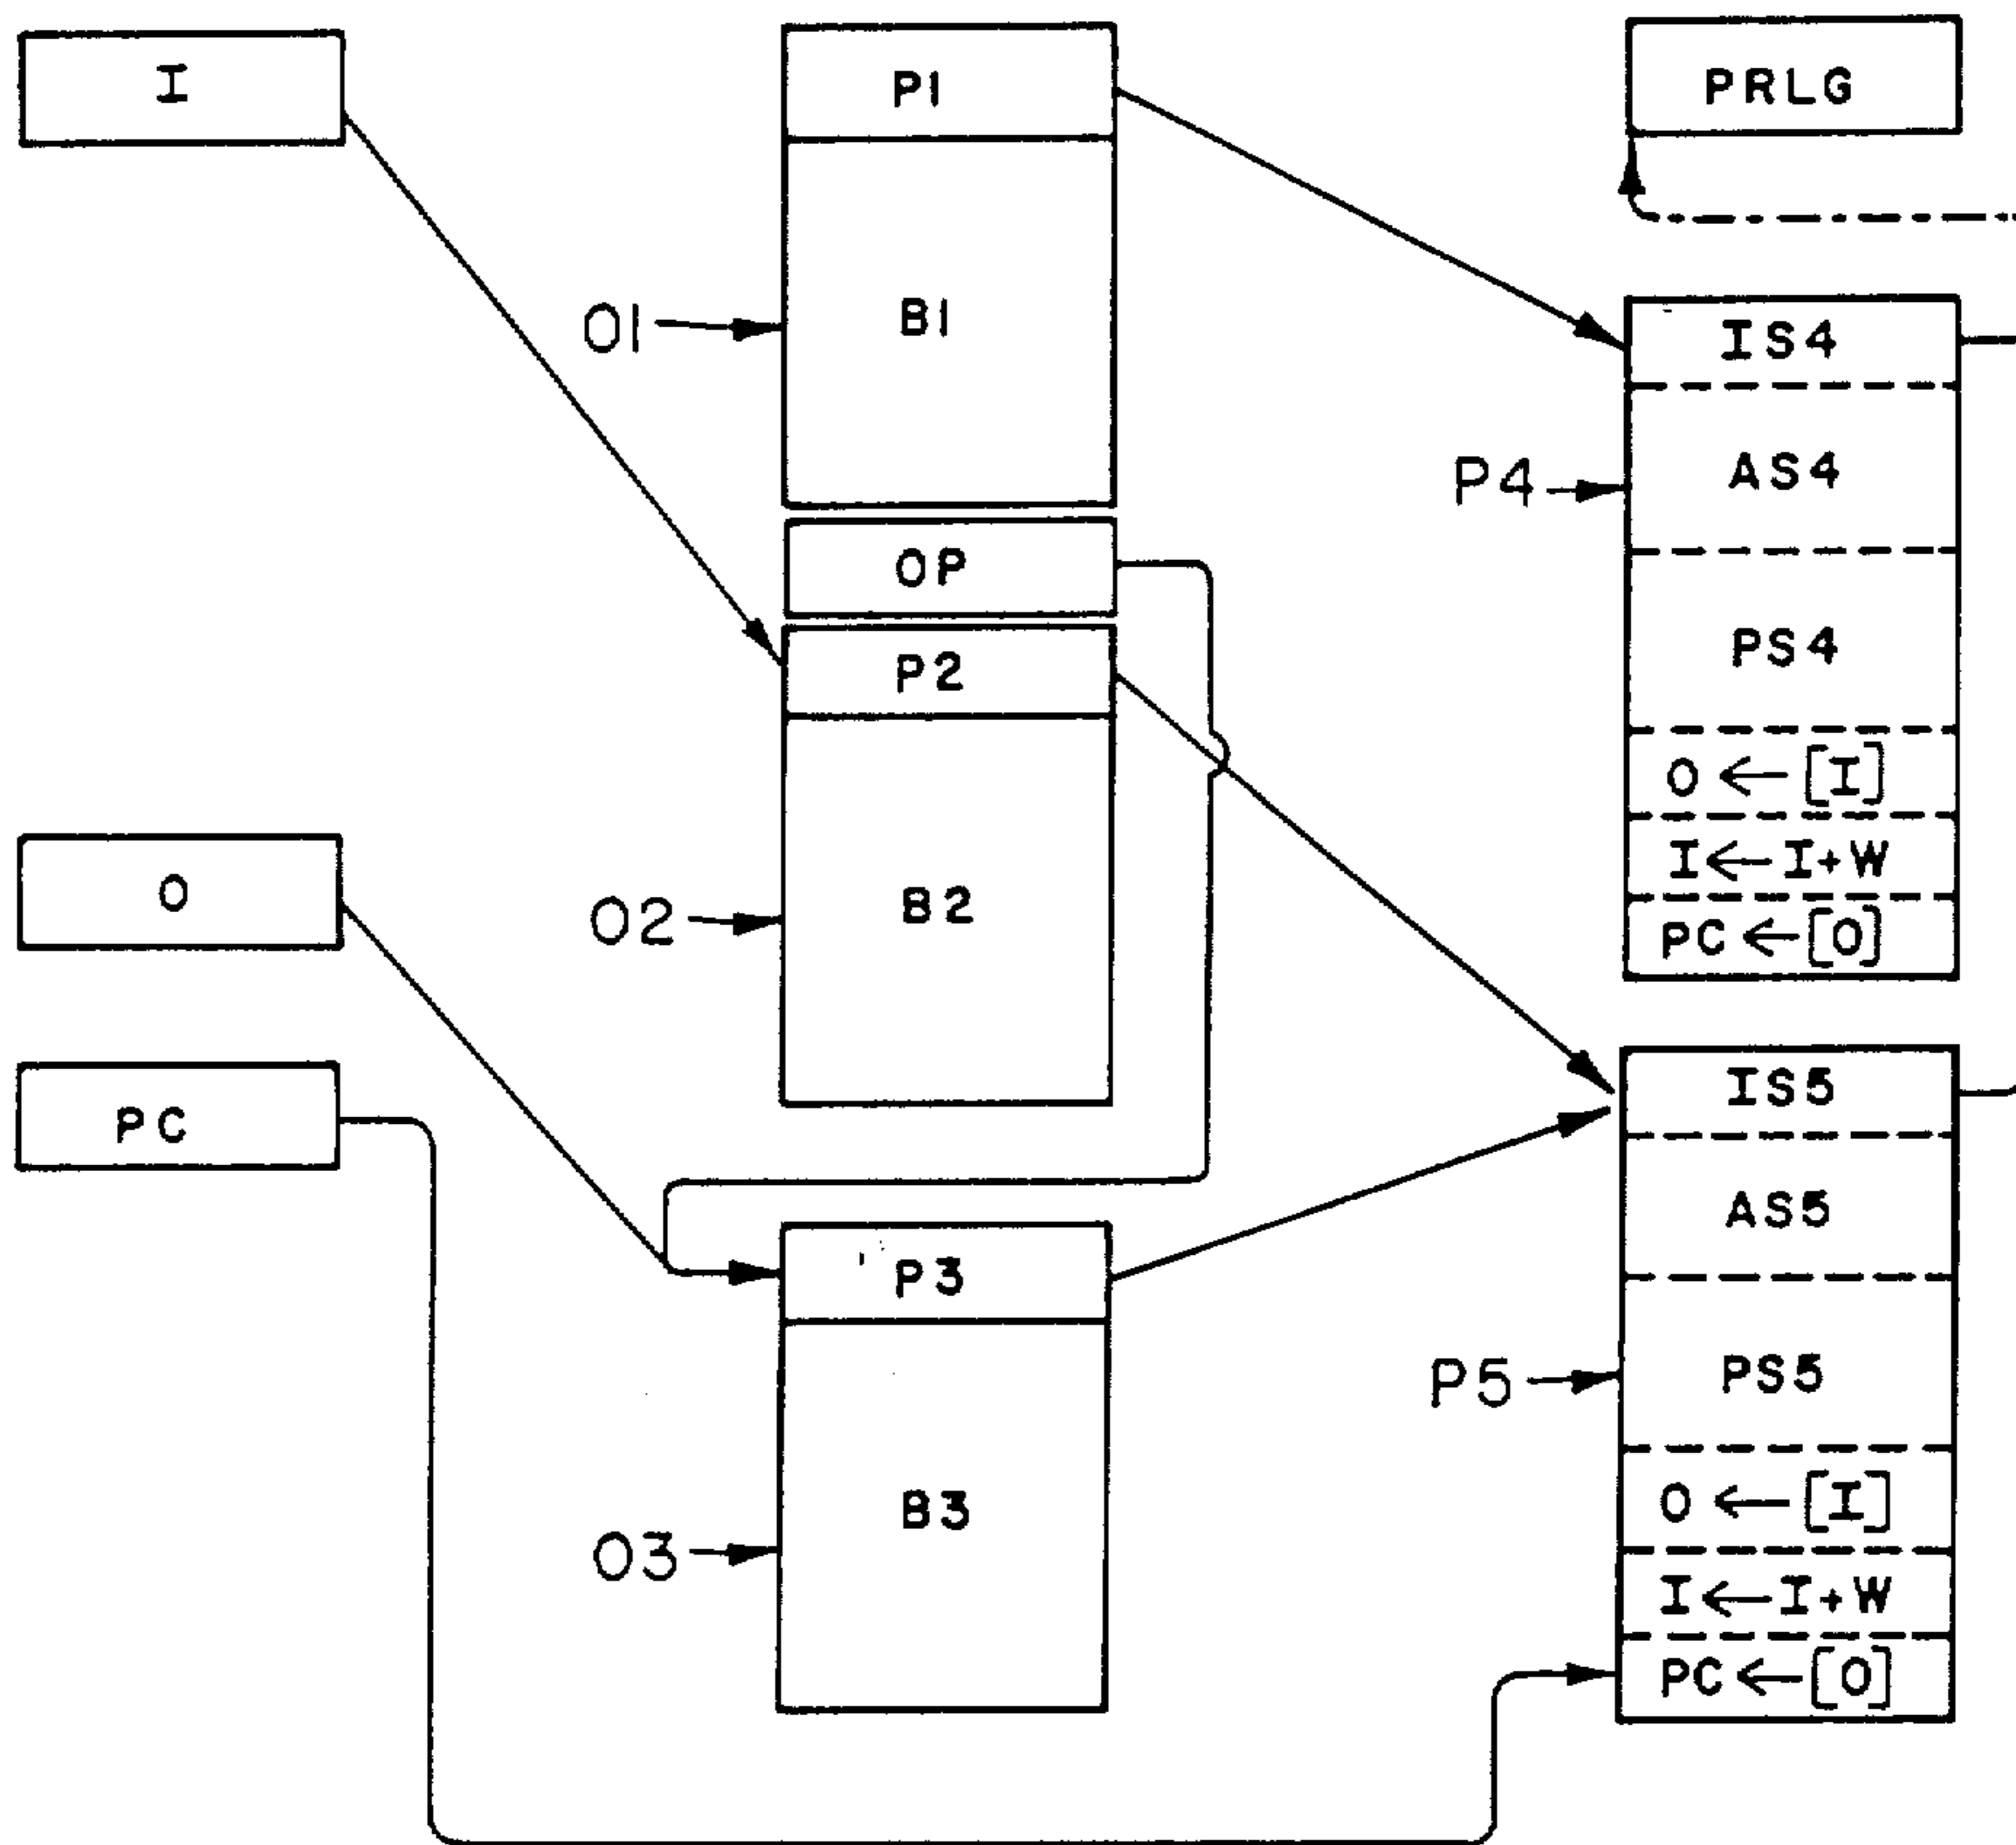 I
O
PC
P1
O1
B1
OP
P2
O2
B2
P3
O3
B3
PRLG
IS4
P4
AS4
PS4
O ← [I]
I ← I+W
PC ← [O]
IS5
AS5
P5
PS5
O ← [I]
I ← I+W
PC ← [O]